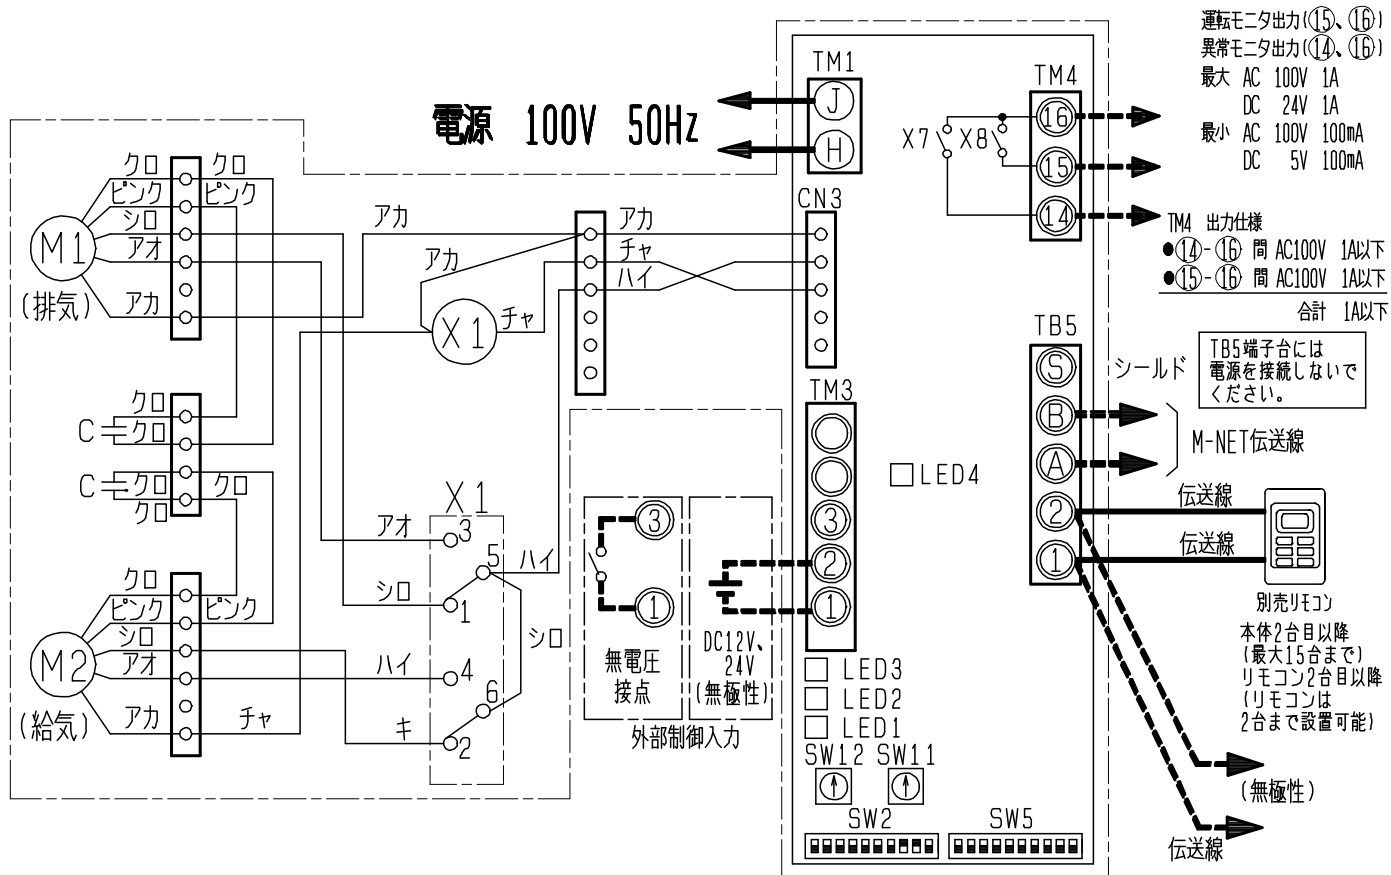 運転モニタ出力(⑮、⑯)
異常モニタ出力(⑭、⑯)
最大 AC 100V 1A
DC 24V 1A
最小 AC 100V 100mA
DC 5V 100mA
TM4 出力仕様
●⑭-⑯ 間 AC100V 1A以下
●⑮-⑯ 間 AC100V 1A以下
合計 1A以下
電源 100V 50Hz
TM1
J
H
TM4
X7 X8
16
15
14
CN3
クロ クロ
ピンク ピンク
シロ
アオ
アカ
M1
(排気)
アカ
アカ
チャ
X1
アカ
チャ
ハイ
クロ
C クロ
C クロ クロ
クロ
クロ
ピンク ピンク
シロ
アオ
アカ チャ
M2
(給気)
X1
アオ 3
5 ハイ
シロ 1
シロ
ハイ 4
6
キ 2
TM3
3
2
1
3
1
無電圧
接点
DC12V、
24V
(無極性)
外部制御入力
LED4
LED3
LED2
LED1
SW12 SW11
SW2 SW5
TB5
S
B
A
2
1
シールド
TB5端子台には
電源を接続しないで
ください。
M-NET伝送線
伝送線
伝送線
別売リモコン
本体2台目以降
(最大15台まで)
リモコン2台目以降
(リモコンは
2台まで設置可能)
(無極性)
伝送線